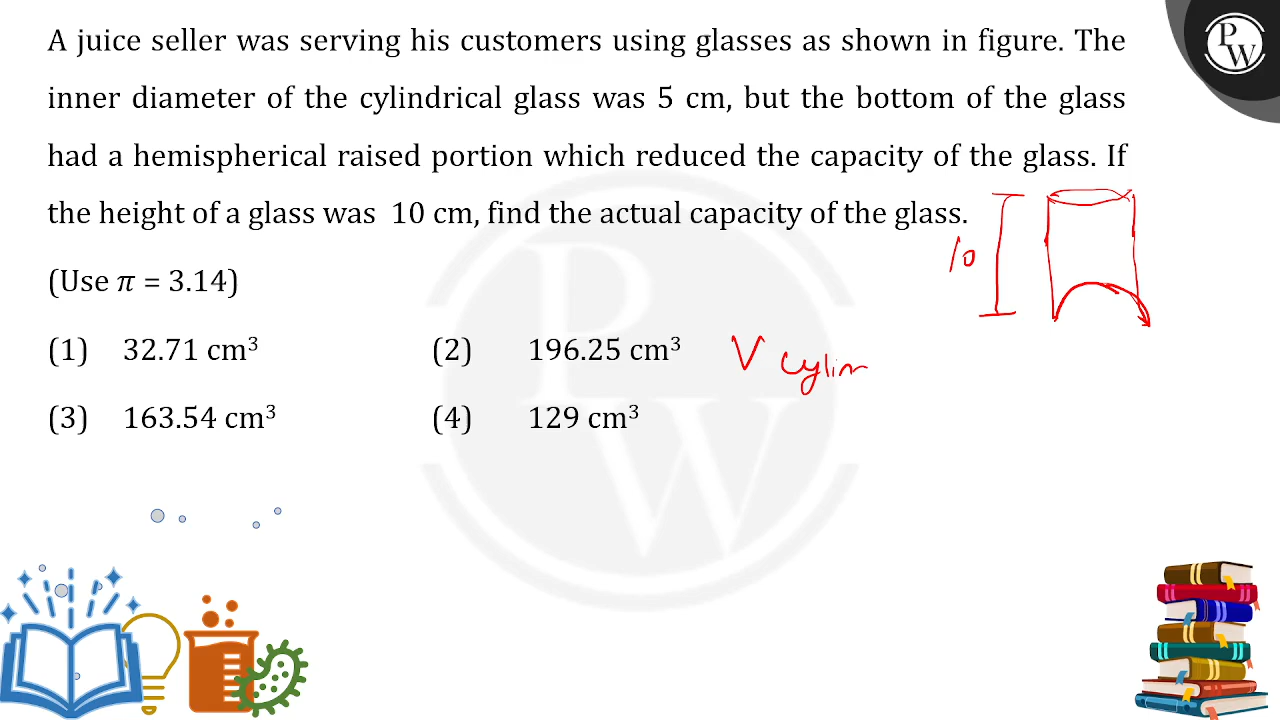 A juice seller was serving his customers using glasses as shown in figure. The
inner diameter of the cylindrical glass was 5 cm, but the bottom of the glass
had a hemispherical raised portion which reduced the capacity of the glass. If
the height of a glass was 10 cm, find the actual capacity of the glass.
10
(Use π = 3.14)
(1) 32.71 cm³ (2) 196.25 cm³
V cylin
(3) 163.54 cm³ (4) 129 cm³
PW
PW